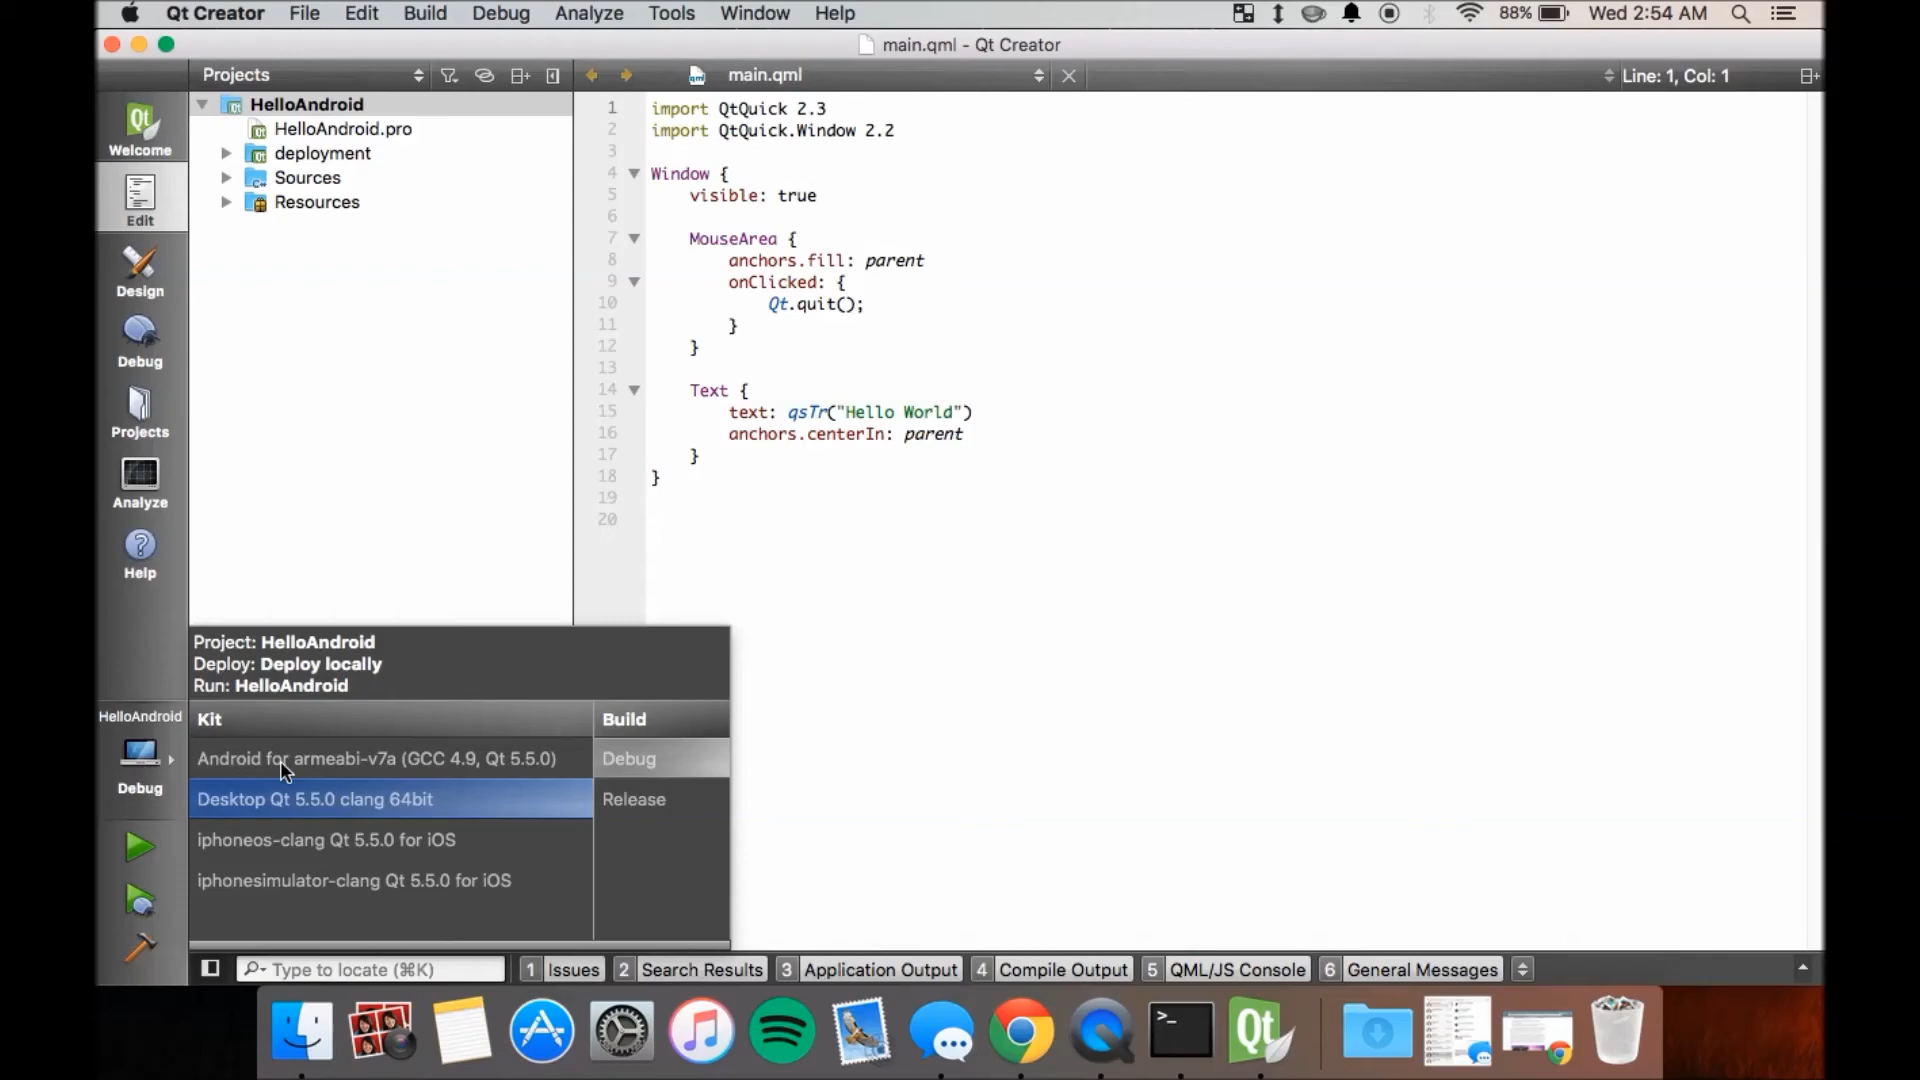 Qt Creator File Edit Build Debug Analyze Tools Window Help 88% Wed 2:54 AM
main.qml - Qt Creator
Projects main.qml Line: 1, Col: 1
HelloAndroid
HelloAndroid.pro
deployment
Sources
Resources
Welcome
Edit
Design
Debug
Projects
Analyze
Help
1 import QtQuick 2.3
2 import QtQuick.Window 2.2
3
4 Window {
5 visible: true
6
7 MouseArea {
8 anchors.fill: parent
9 onClicked: {
10 Qt.quit();
11 }
12 }
13
14 Text {
15 text: qsTr("Hello World")
16 anchors.centerIn: parent
17 }
18 }
19
20
Project: HelloAndroid
Deploy: Deploy locally
Run: HelloAndroid
HelloAndroid
Debug
Kit Build
Android for armeabi-v7a (GCC 4.9, Qt 5.5.0) Debug
Desktop Qt 5.5.0 clang 64bit Release
iphoneos-clang Qt 5.5.0 for iOS
iphonesimulator-clang Qt 5.5.0 for iOS
Type to locate (⌘K) 1 Issues 2 Search Results 3 Application Output 4 Compile Output 5 QML/JS Console 6 General Messages
>_ Qt